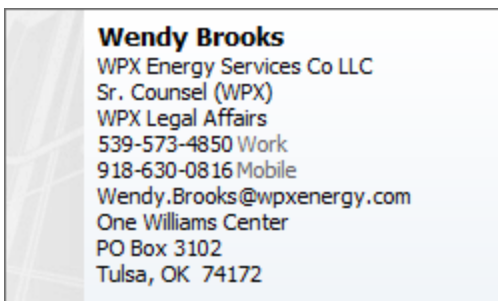 Wendy Brooks
WPX Energy Services Co LLC
Sr. Counsel (WPX)
WPX Legal Affairs
539-573-4850 Work
918-630-0816 Mobile
Wendy.Brooks@wpxenergy.com
One Williams Center
PO Box 3102
Tulsa, OK  74172